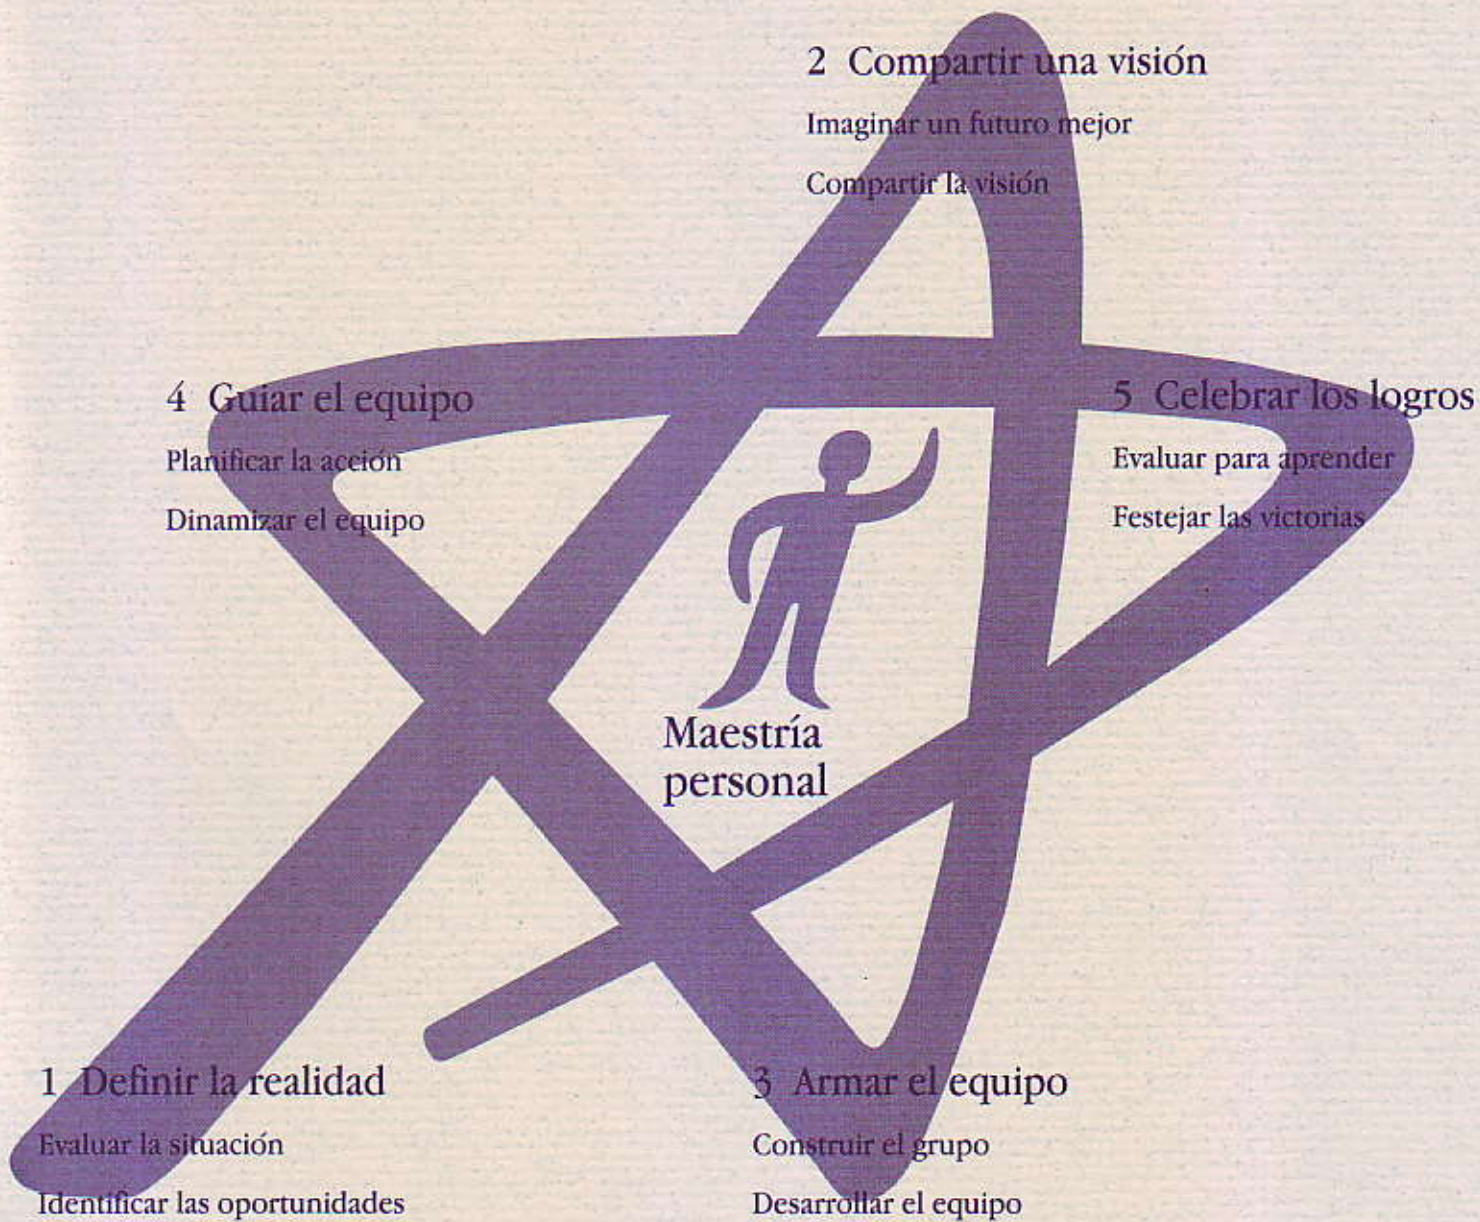 2 Compartir una visión
Imaginar un futuro mejor
Compartir la visión
4 Guiar el equipo
Planificar la acción
Dinamizar el equipo
5 Celebrar los logros
Evaluar para aprender
Festejar las victorias
Maestría
personal
1 Definir la realidad
Evaluar la situación
Identificar las oportunidades
3 Armar el equipo
Construir el grupo
Desarrollar el equipo